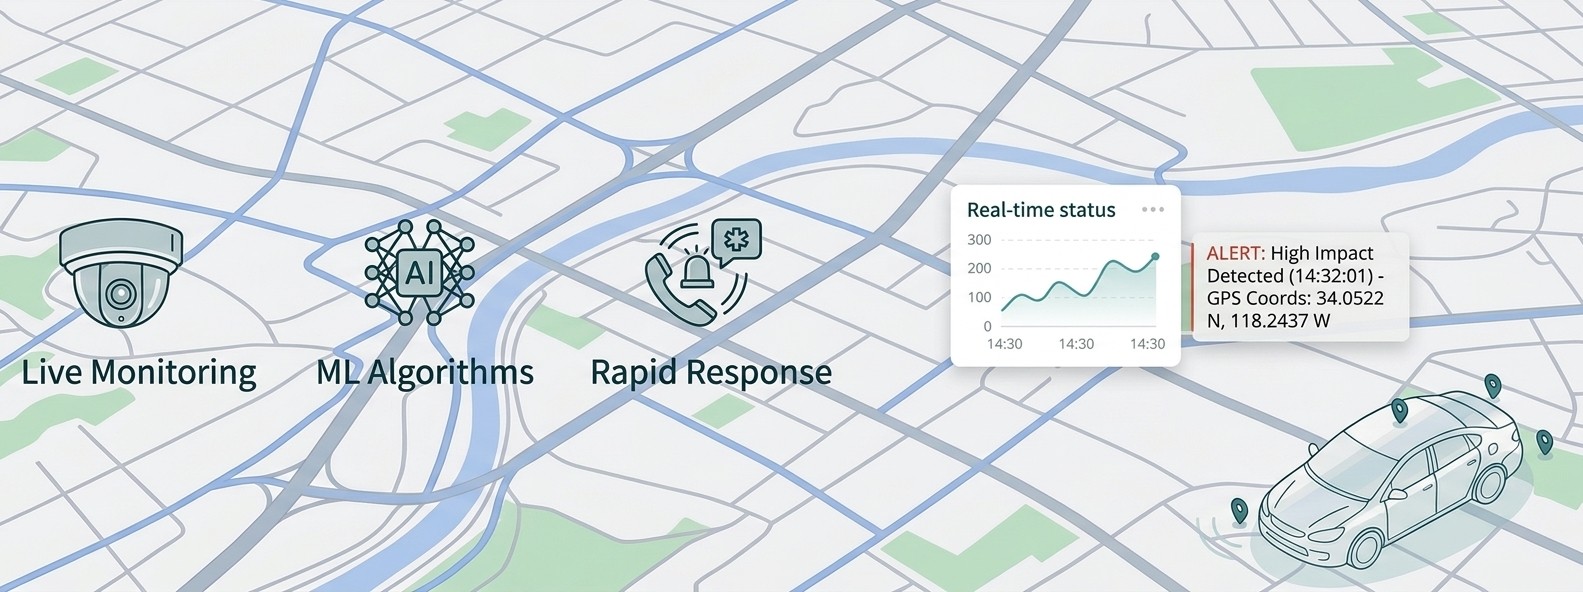 AI
Live Monitoring
ML Algorithms
Rapid Response
Real-time status
300
200
100
0
14:30
14:30
14:30
ALERT: High Impact
Detected (14:32:01) -
GPS Coords: 34.0522
N, 118.2437 W